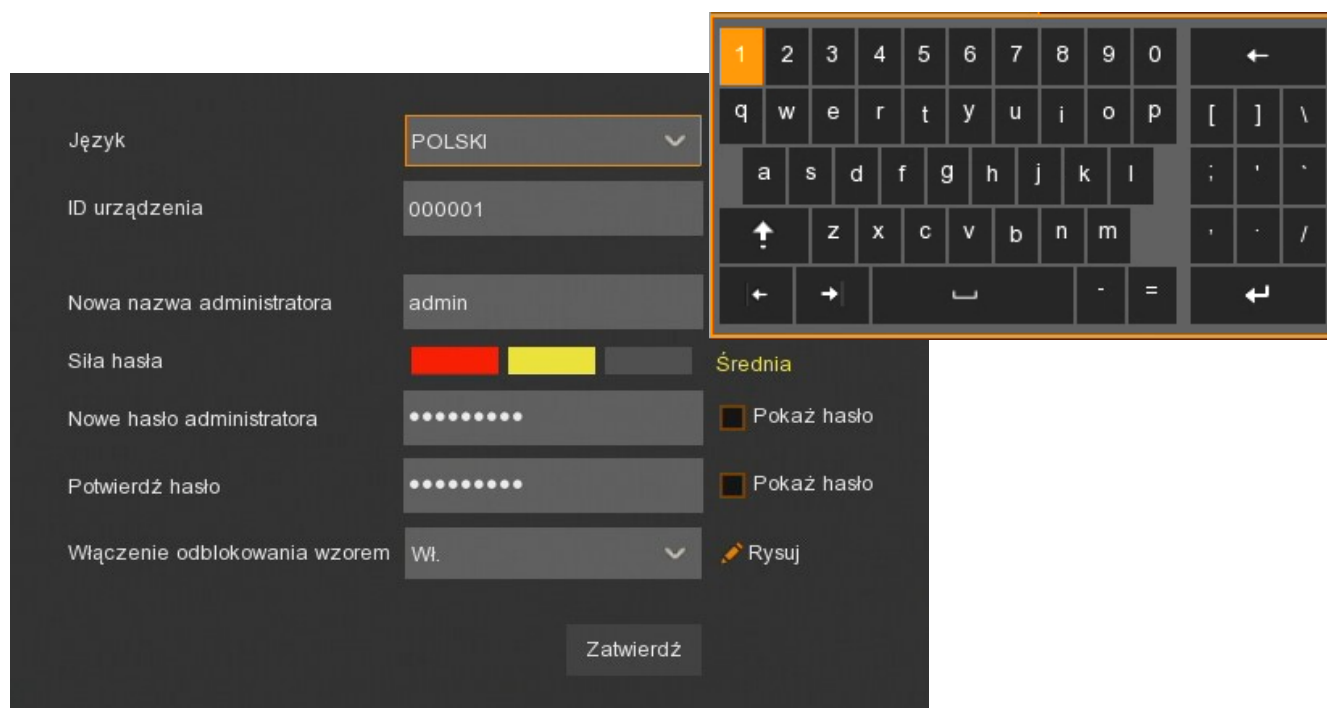 1 2 3 4 5 6 7 8 9 0
q w e r t y u i o p [ ] \
a s d f g h j k l ; ' `
z x c v b n m , . /
- =
Język POLSKI
ID urządzenia 000001
Nowa nazwa administratora admin
Siła hasła Średnia
Nowe hasło administratora ••••••••• Pokaż hasło
Potwierdź hasło ••••••••• Pokaż hasło
Włączenie odblokowania wzorem Wł. Rysuj
Zatwierdź